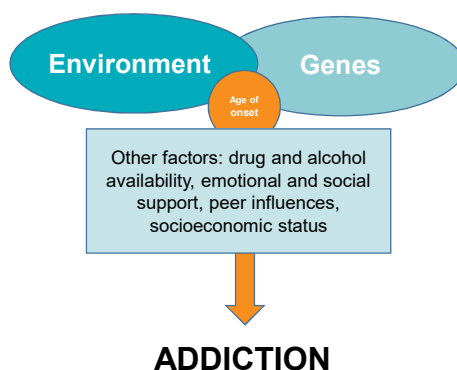 Environment
Genes
Age of
onset
Other factors: drug and alcohol
availability, emotional and social
support, peer influences,
socioeconomic status
ADDICTION